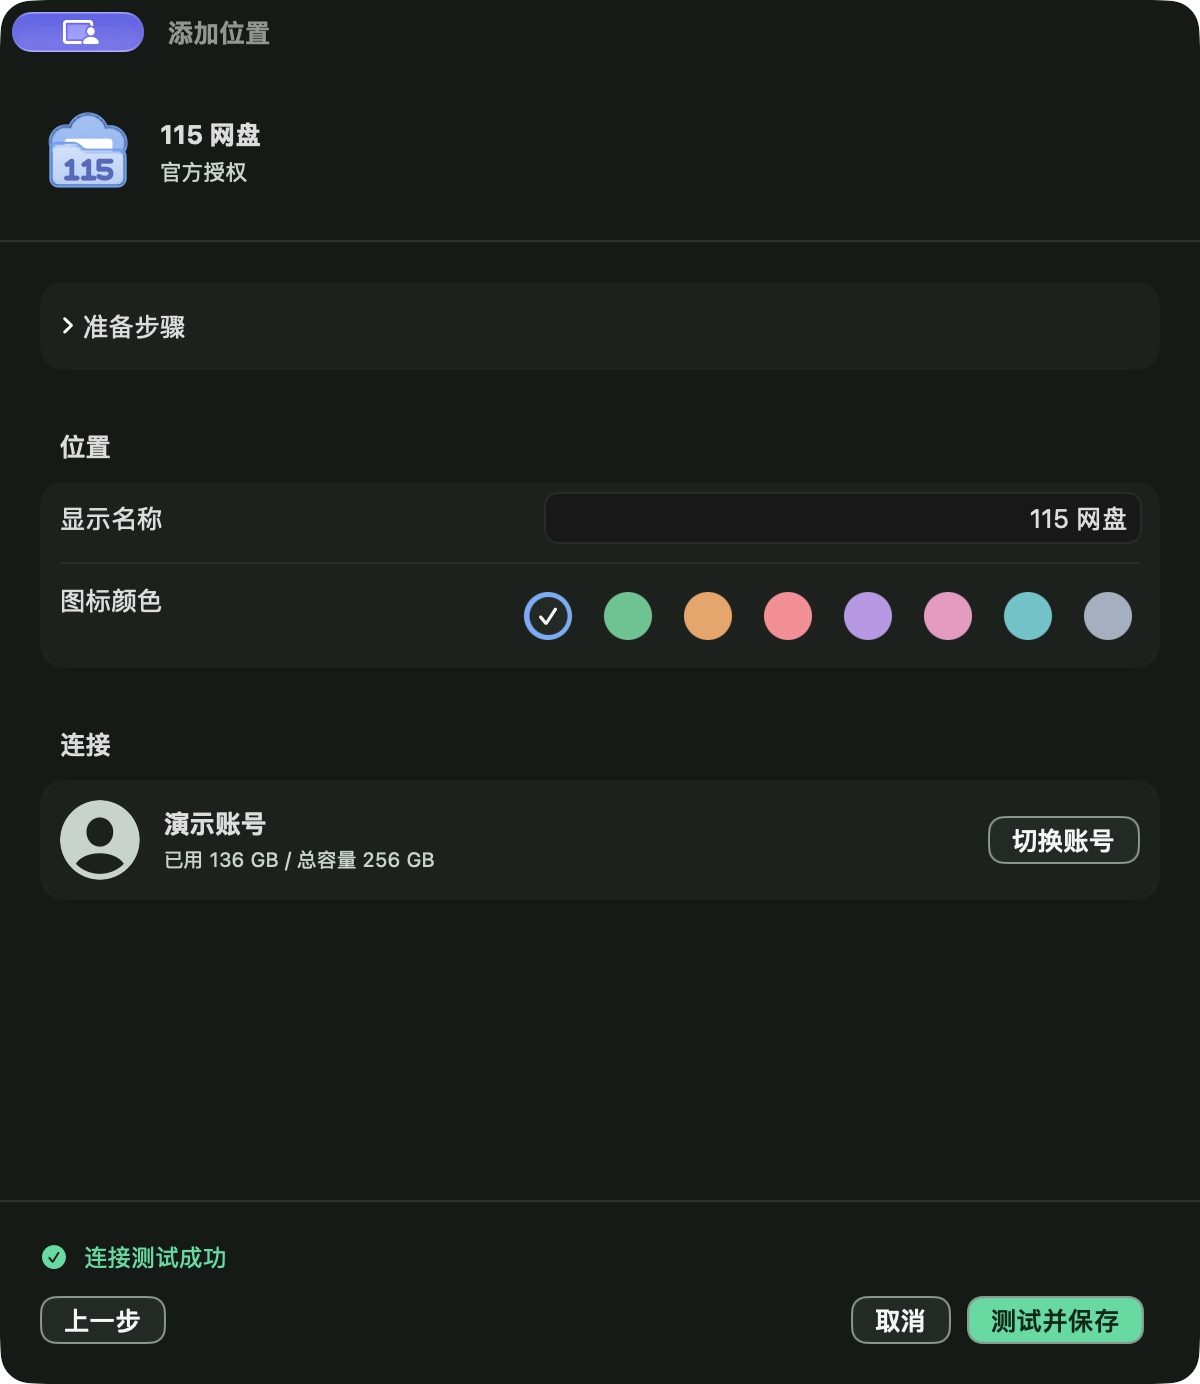 添加位置
115 网盘
115
官方授权
准备步骤
位置
显示名称
115 网盘
图标颜色
连接
演示账号
已用 136 GB / 总容量 256 GB
切换账号
连接测试成功
上一步
取消
测试并保存